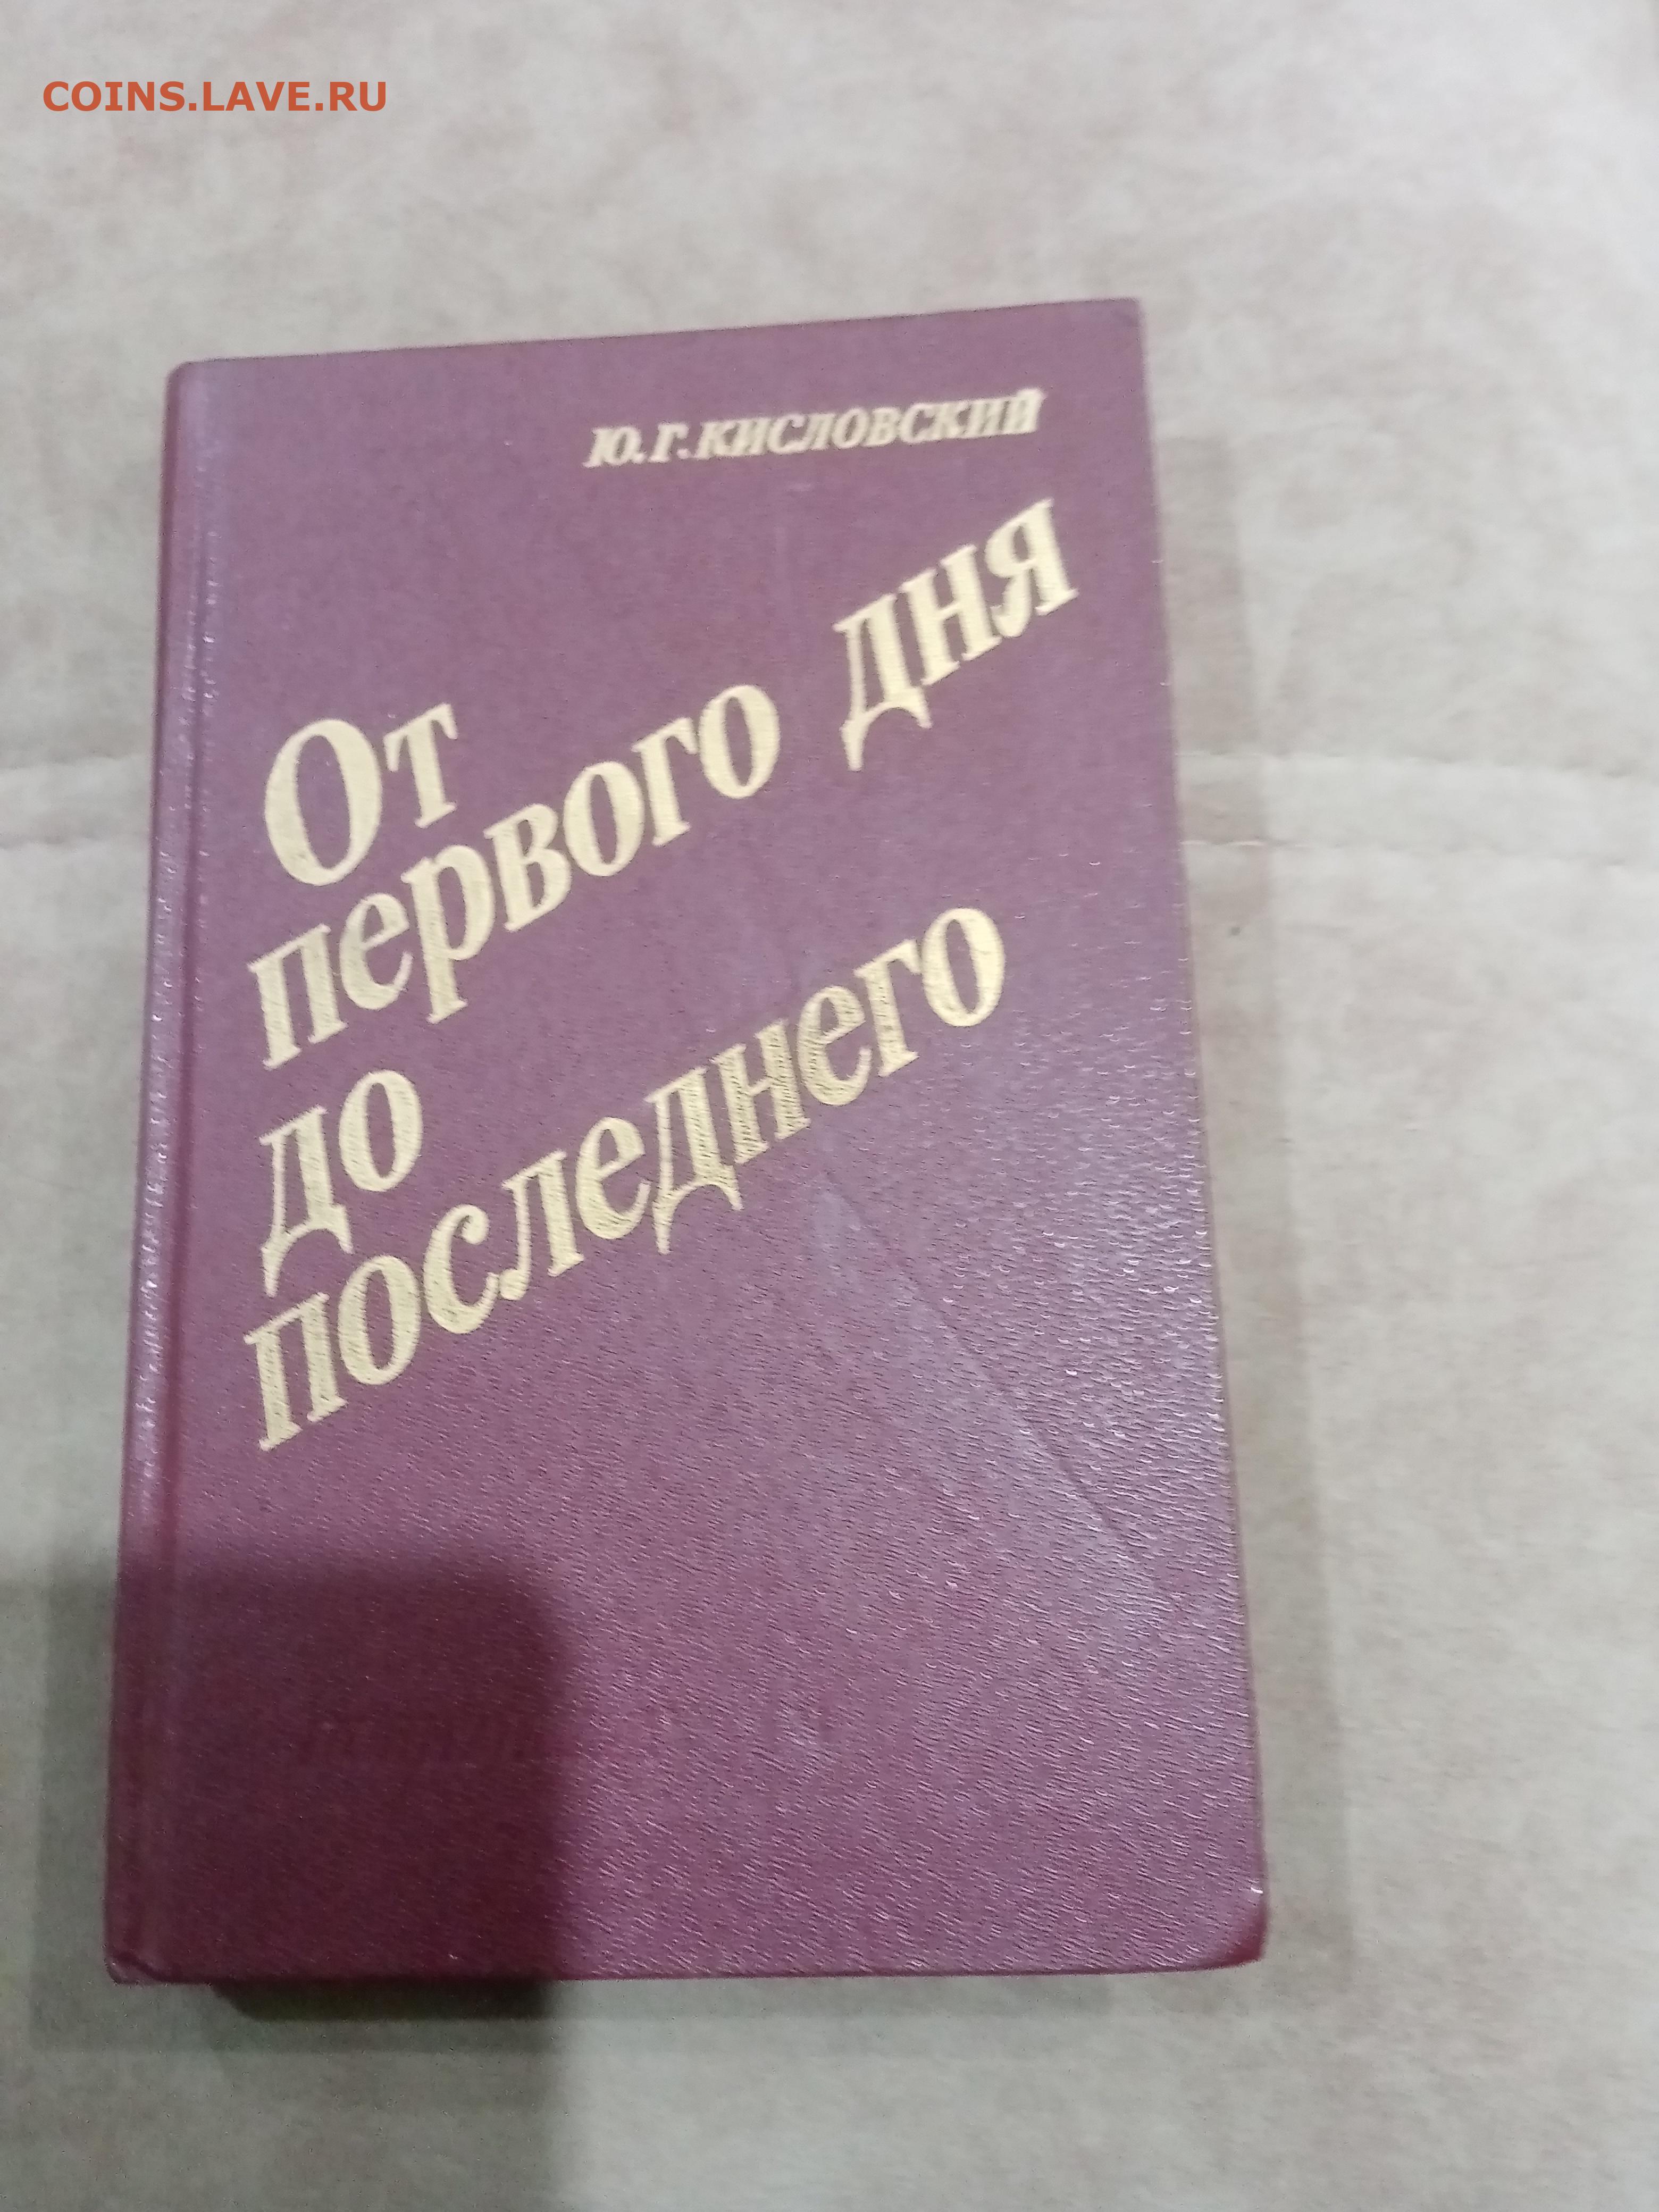 COINS.LAVE.RU
Ю.Г.КИСЛОВСКИЙ
От
первого дня
до
последнего